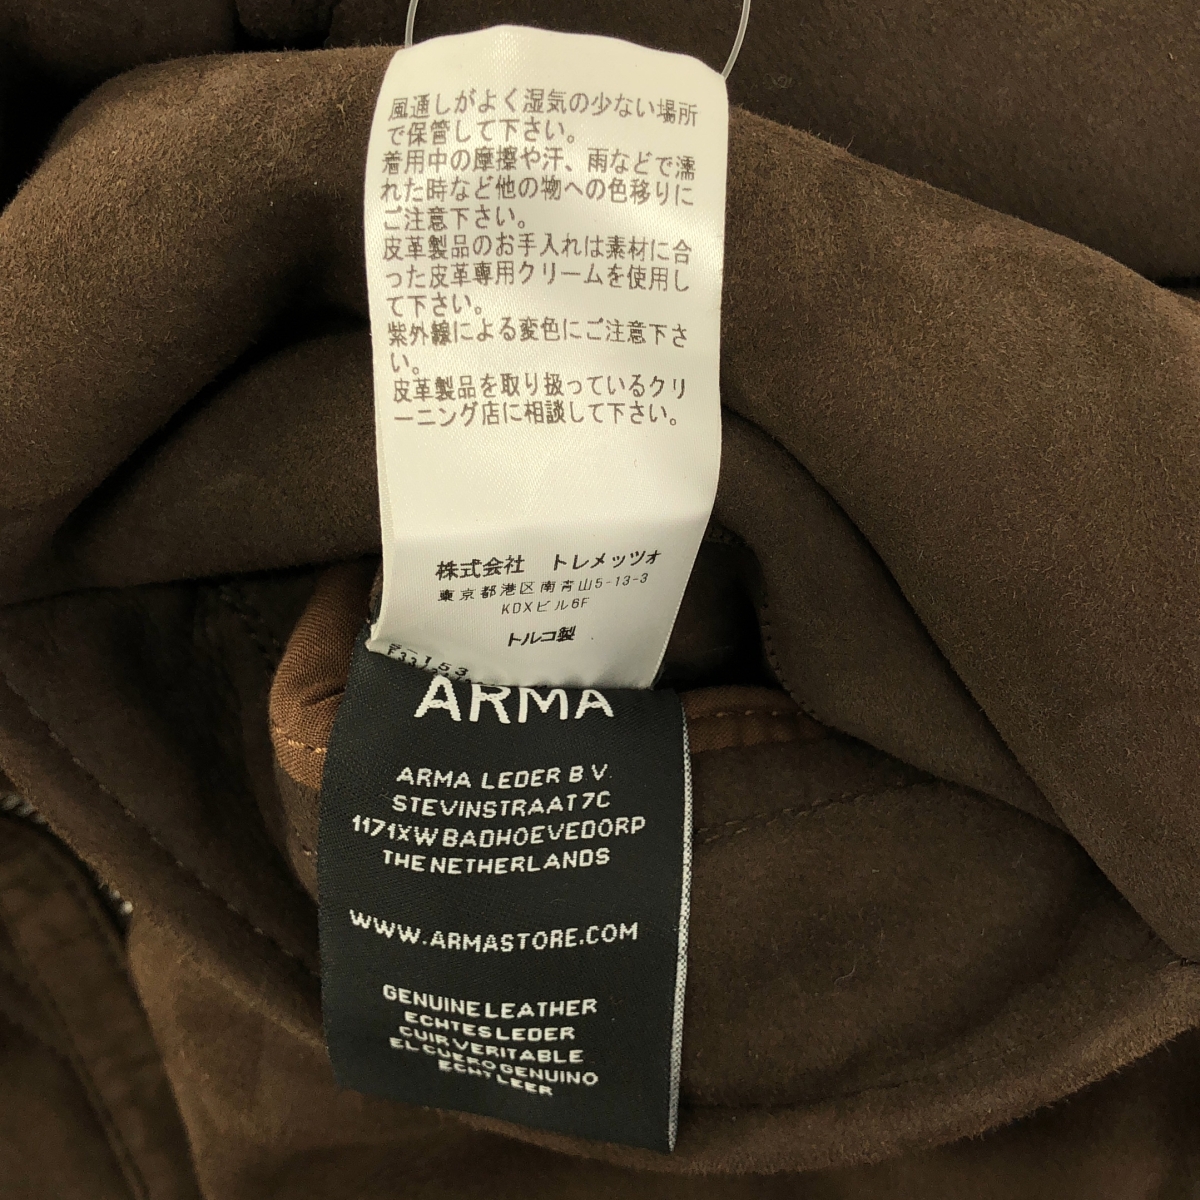 風通しがよく湿気の少ない場所
で保管して下さい。
着用中の摩擦や汗、雨などで濡
れた時など他の物への色移りに
ご注意下さい。
皮革製品のお手入れは素材に合
った皮革専用クリームを使用し
て下さい。
紫外線による変色にご注意下さ
い。
皮革製品を取り扱っているクリ
ーニング店に相談して下さい。
株式会社 トレメッツォ
東京都港区南青山5-13-3
KDXビル6F
トルコ製
ARMA
ARMA LEDER B V.
STEVINSTRAAT 7C
1171XW BADHOEVEDORP
THE NETHERLANDS
WWW.ARMASTORE.COM
GENUINE LEATHER
ECHTES LEDER
CUIR VERITABLE
EL CUERO GENUINO
ECHT LEER